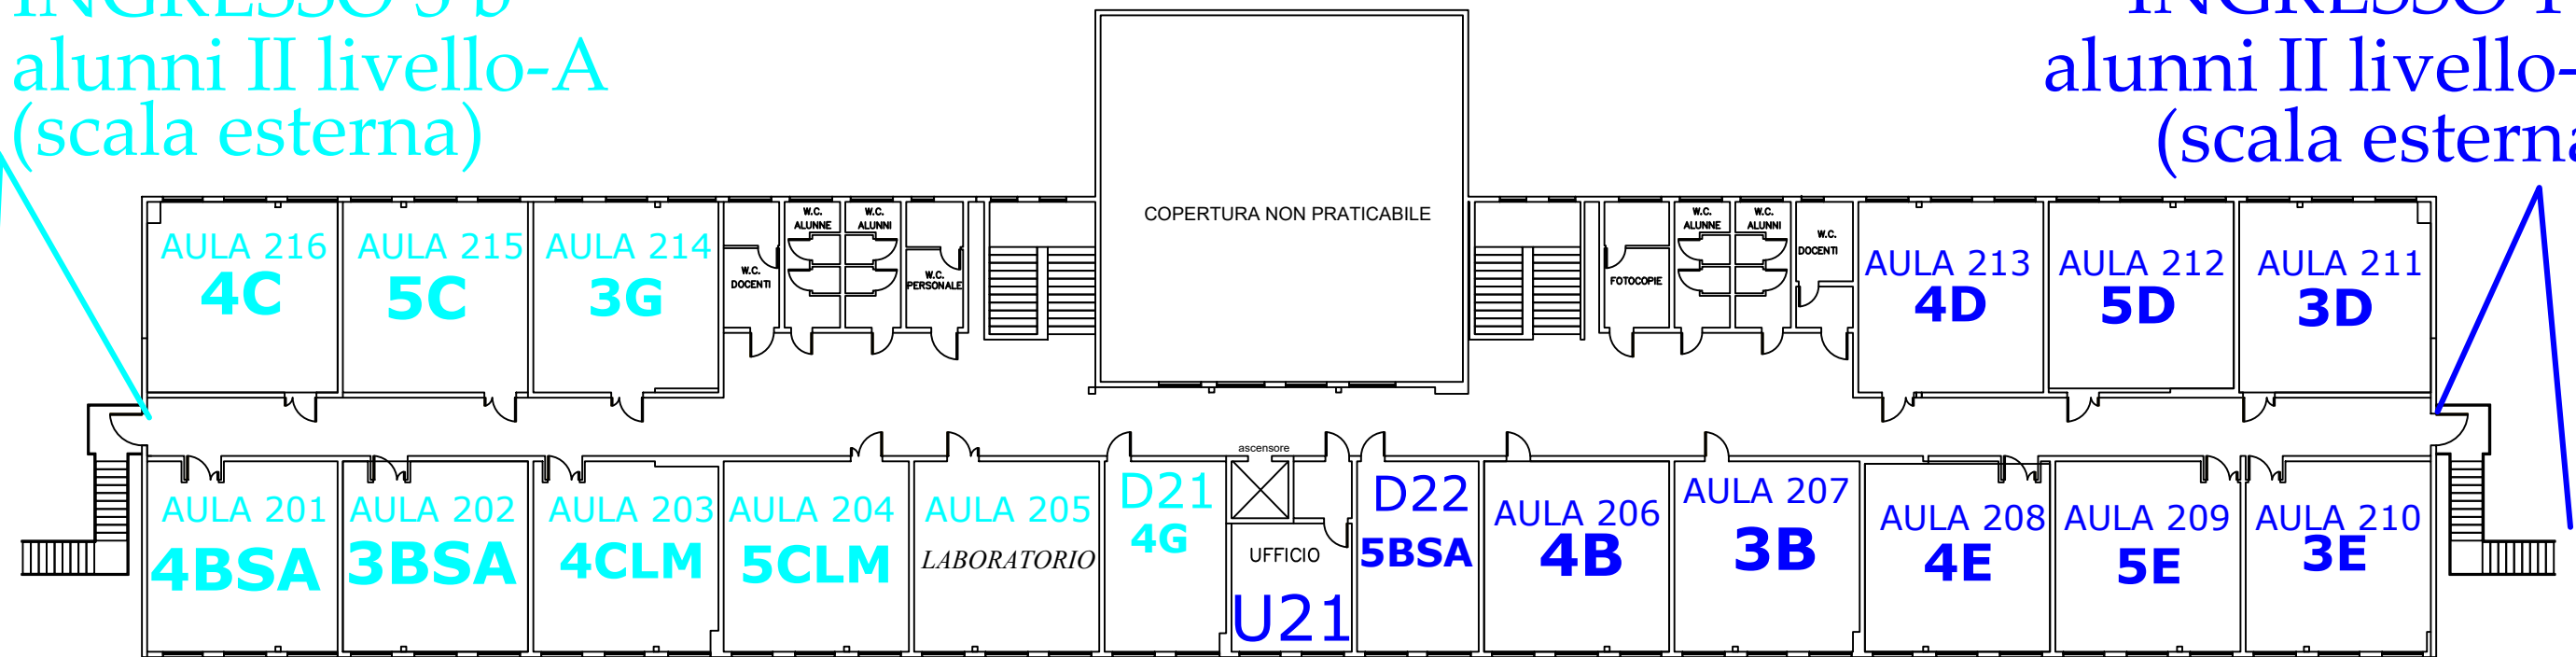 INGRESSO 3 b
alunni II livello-A
(scala esterna)
INGRESSO
alunni II livello-
(scala esterna
COPERTURA NON PRATICABILE
AULA 216
4C
AULA 215
5C
AULA 214
3G
W.C.
DOCENTI
W.C.
ALUNNE
W.C.
ALUNNI
W.C.
PERSONALE
FOTOCOPIE
W.C.
ALUNNE
W.C.
ALUNNI
W.C.
DOCENTI
AULA 213
4D
AULA 212
5D
AULA 211
3D
AULA 201
4BSA
AULA 202
3BSA
AULA 203
4CLM
AULA 204
5CLM
AULA 205
LABORATORIO
D21
4G
ascensore
UFFICIO
U21
D22
5BSA
AULA 206
4B
AULA 207
3B
AULA 208
4E
AULA 209
5E
AULA 210
3E